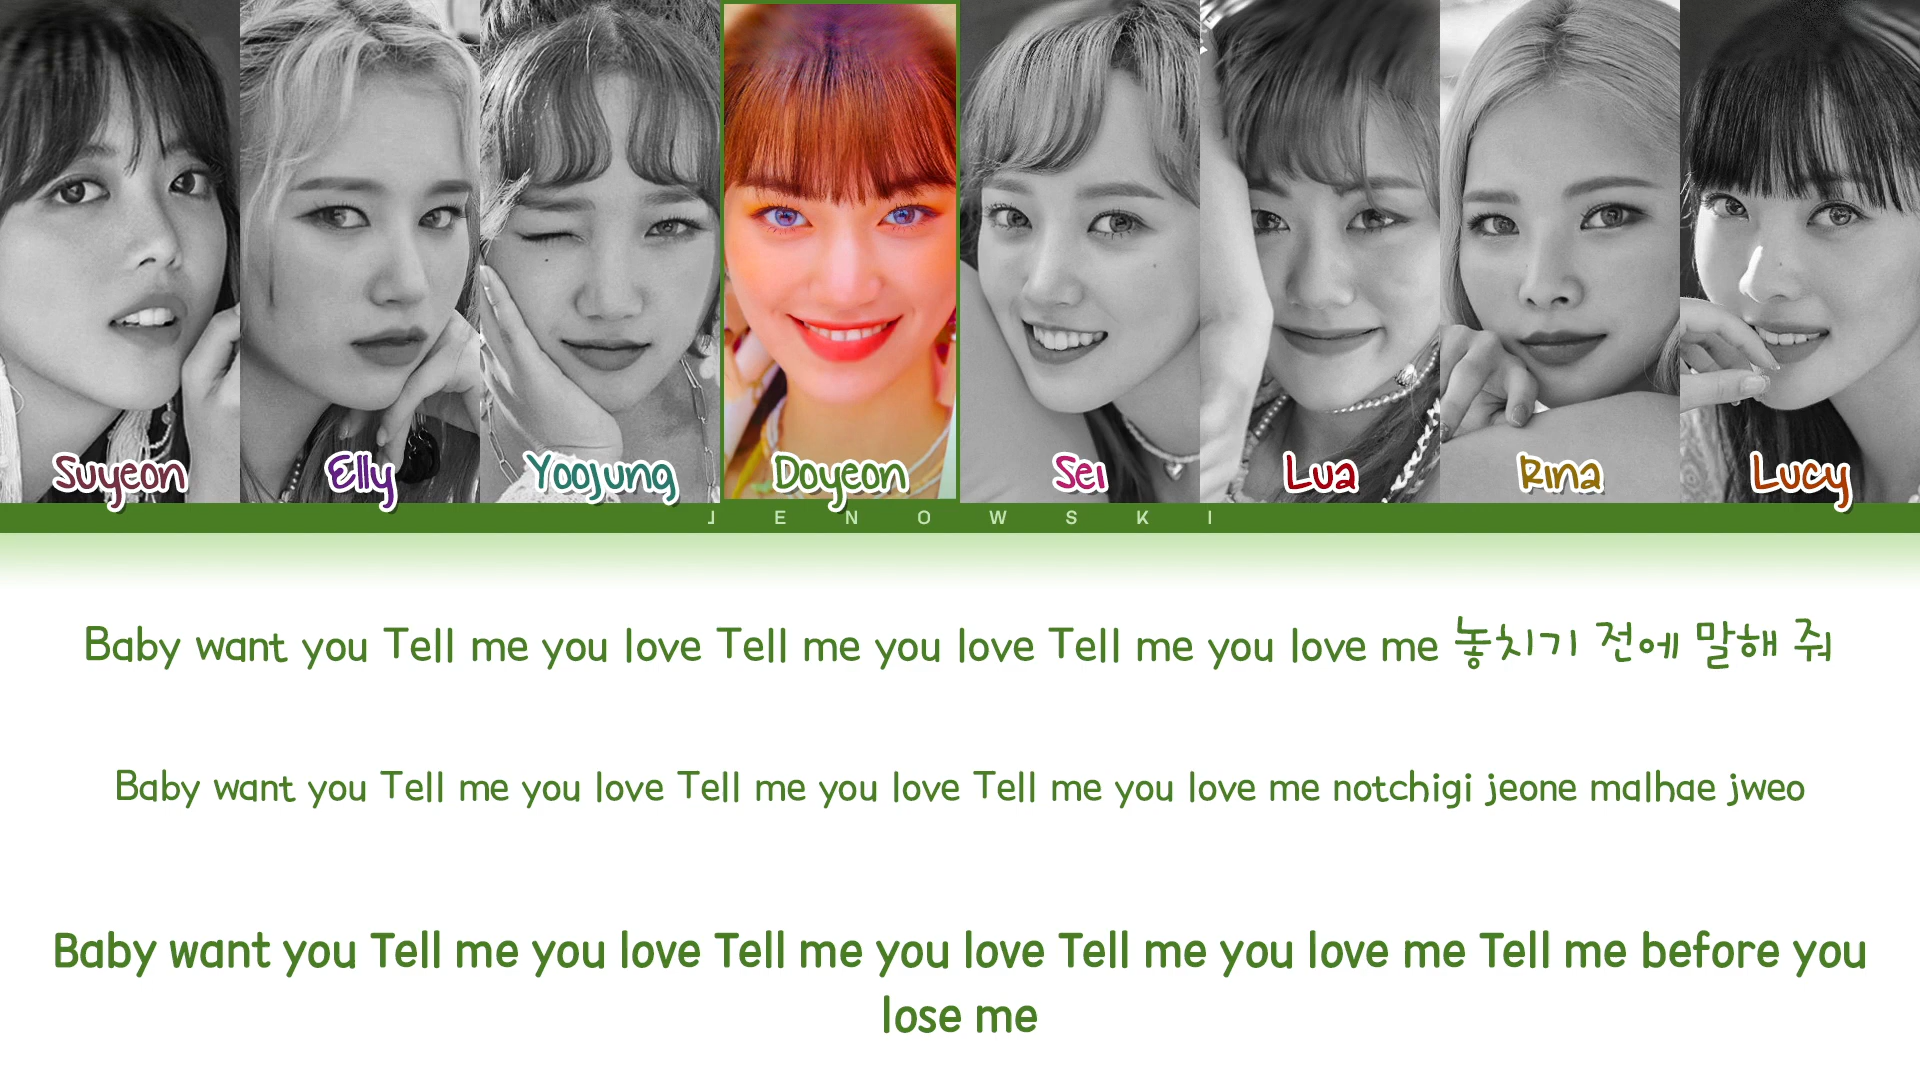 Suyeon Elly Yoojung Doyeon Sei Lua Rina Lucy
JENOWSKI
Baby want you Tell me you love Tell me you love Tell me you love me 놓치기 전에 말해 줘
Baby want you Tell me you love Tell me you love Tell me you love me notchigi jeone malhae jweo
Baby want you Tell me you love Tell me you love Tell me you love me Tell me before you
lose me